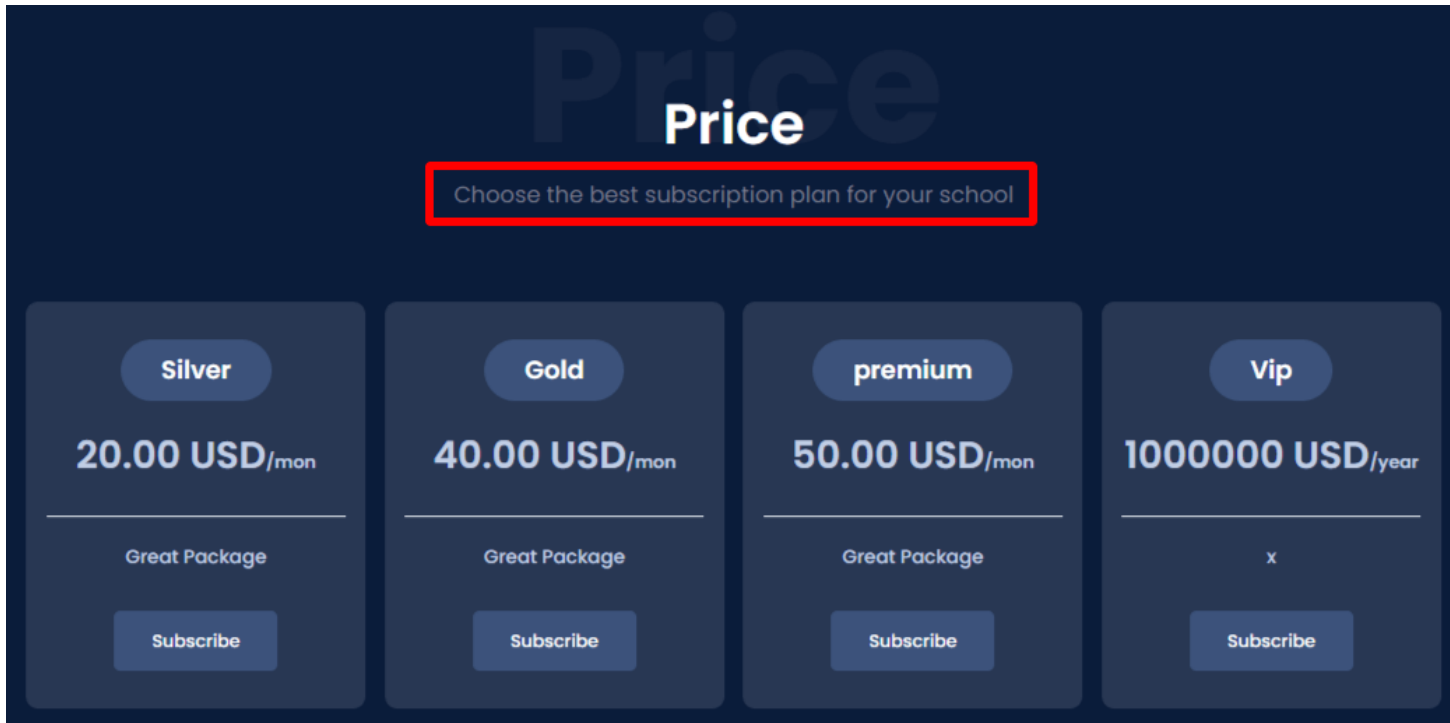 Price
Price
Choose the best subscription plan for your school
Silver
20.00 USD/mon
Great Package
Subscribe
Gold
40.00 USD/mon
Great Package
Subscribe
premium
50.00 USD/mon
Great Package
Subscribe
Vip
1000000 USD/year
x
Subscribe